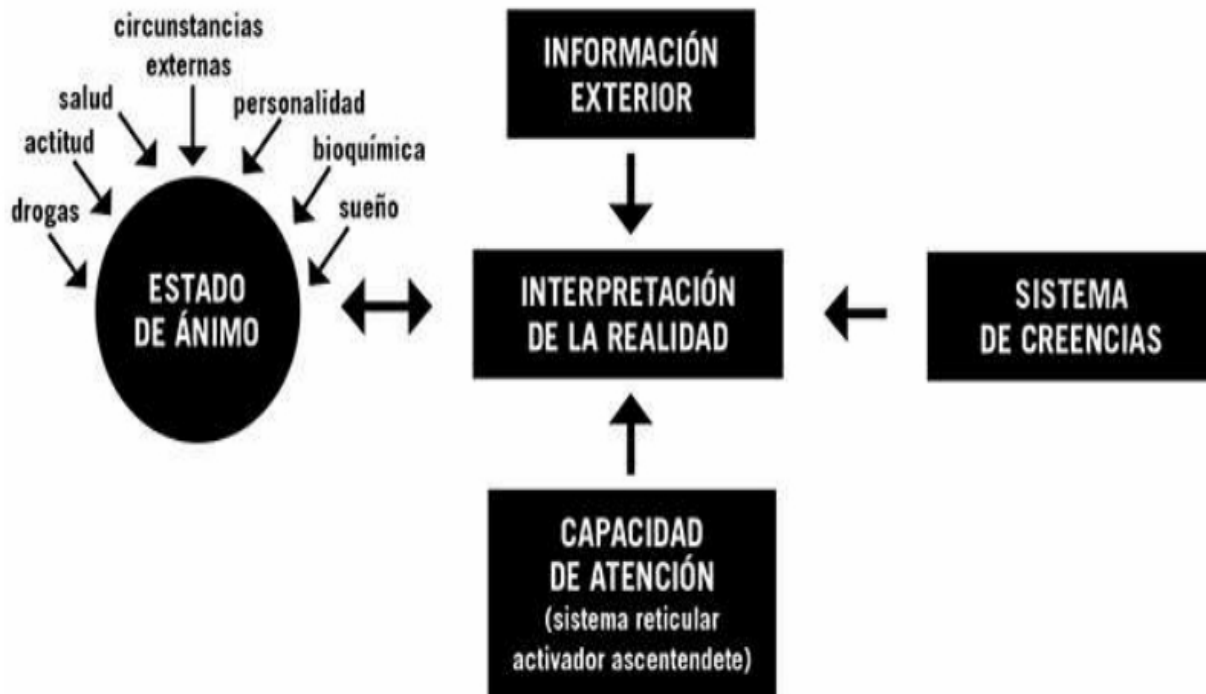 circunstancias
externas
salud
personalidad
actitud
bioquímica
drogas
sueño
ESTADO
DE ÁNIMO
INFORMACIÓN
EXTERIOR
INTERPRETACIÓN
DE LA REALIDAD
SISTEMA
DE CREENCIAS
CAPACIDAD
DE ATENCIÓN
(sistema reticular
activador ascentendete)